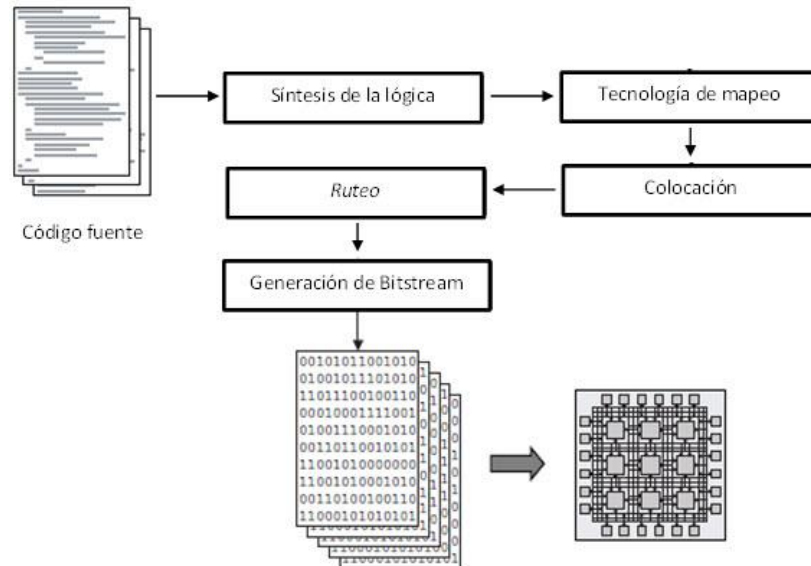 Síntesis de la lógica
Tecnología de mapeo
Ruteo
Colocación
Código fuente
Generación de Bitstream
00101011001010
01001011101010
11011100100110
00010001111001
01001110001010
00110110010101
11001010000000
11001010001010
00110100100110
11000101010101